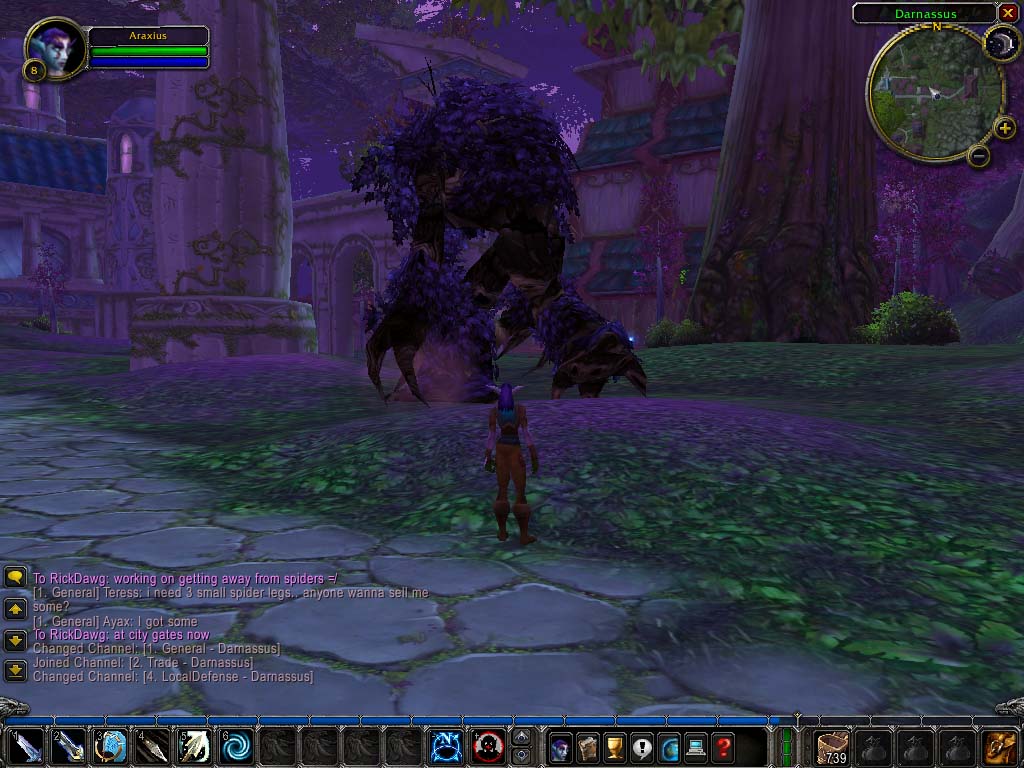 Araxius
8
Darnassus
N
To RickDawg: working on getting away from spiders =/
[1. General] Teress: i need 3 small spider legs.. anyone wanna sell me
some?
[1. General] Ayax: I got some
To RickDawg: at city gates now
Changed Channel: [1. General - Darnassus]
Joined Channel: [2. Trade - Darnassus]
Changed Channel: [4. LocalDefense - Darnassus]
1 2 3 4 5 6 N ! ? 739